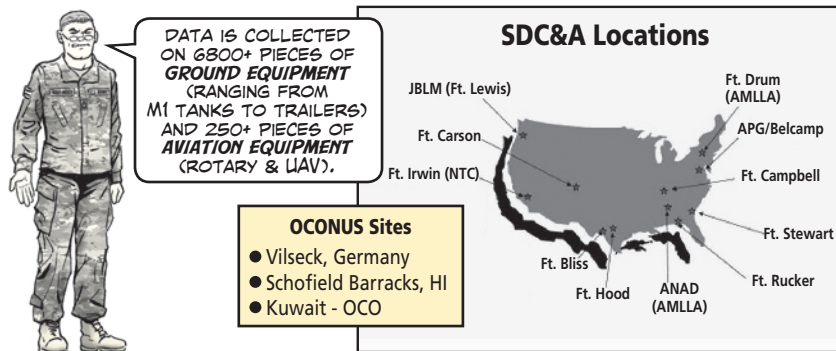 DATA IS COLLECTED
ON 6800+ PIECES OF
GROUND EQUIPMENT
(RANGING FROM
M1 TANKS TO TRAILERS)
AND 250+ PIECES OF
AVIATION EQUIPMENT
(ROTARY & UAV).
SDC&A Locations
JBLM (Ft. Lewis)
Ft. Carson
Ft. Irwin (NTC)
Ft. Bliss
Ft. Hood
ANAD
(AMLLA)
Ft. Drum
(AMLLA)
APG/Belcamp
Ft. Campbell
Ft. Stewart
Ft. Rucker
OCONUS Sites
● Vilseck, Germany
● Schofield Barracks, HI
● Kuwait - OCO